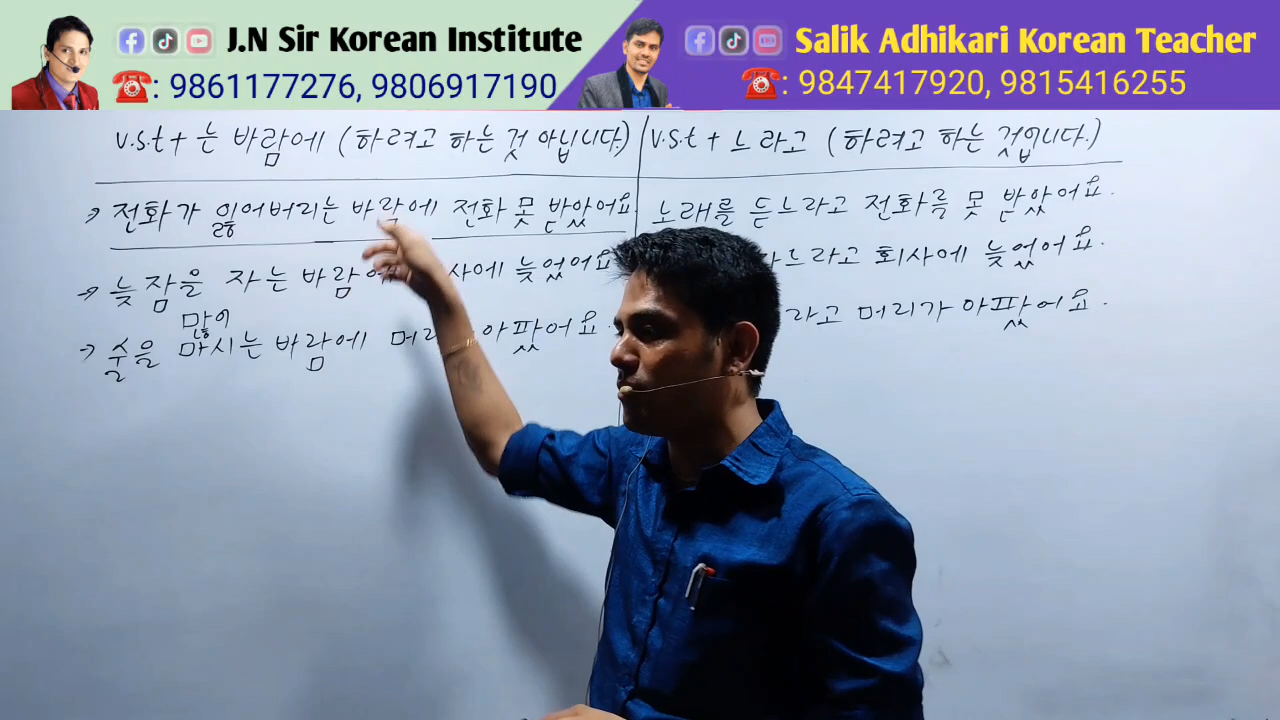 J.N Sir Korean Institute
☎️: 9861177276, 9806917190
Salik Adhikari Korean Teacher
☎️: 9847417920, 9815416255
v.s.t + 는 바람에 (하려고 하는 것 아닙니다.)
→ 전화가 잃어버리는 바람에 전화 못 받았어요
→ 늦잠을 자는 바람에 사에 늦었어요
많이
→ 술을 마시는 바람에 머리 아팠어요.
v.s.t + 느라고 (하려고 하는 것입니다.)
노래를 듣느라고 전화를 못 받았어요.
느라고 회사에 늦었어요.
라고 머리가 아팠어요.